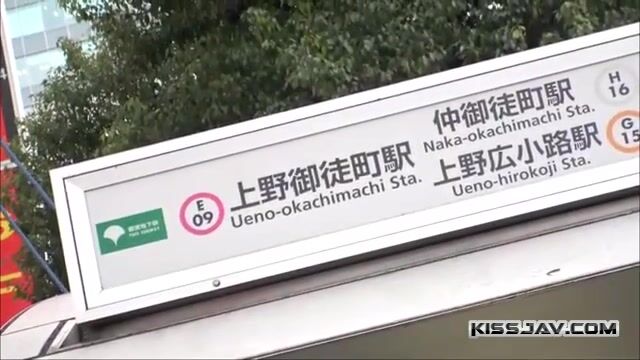 E
09
上野御徒町駅
Ueno-okachimachi Sta.
仲御徒町駅
Naka-okachimachi Sta.
H
16
上野広小路駅
Ueno-hirokoji Sta.
G
15
KISSJAV.COM